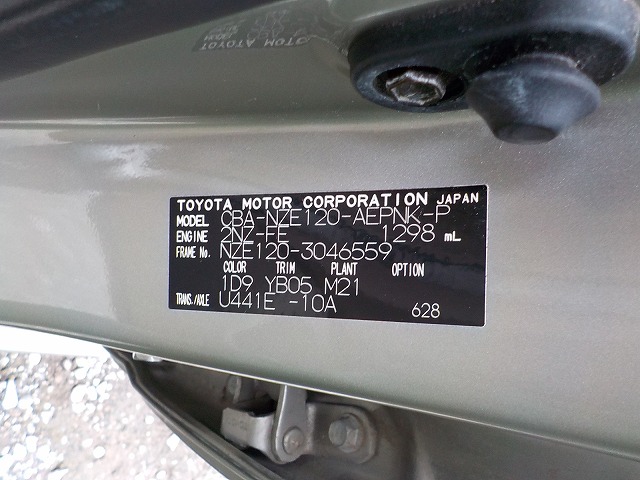 TOYOTA MOTOR CORPORATION JAPAN
MODEL CBA-NZE120-AEPNK-P
ENGINE 2NZ-FE 1298 mL
FRAME No. NZE120-3046559
COLOR TRIM PLANT OPTION
1D9 YB05 M21
TRANS./AXLE U441E -10A
628